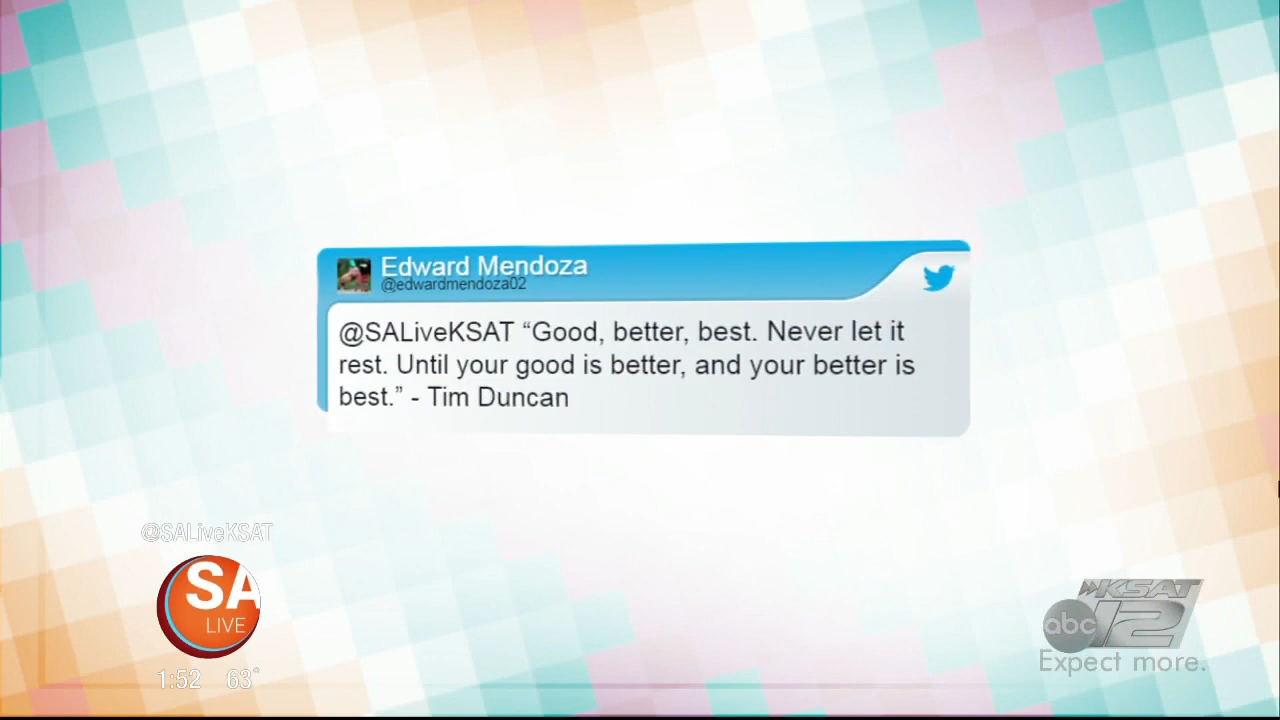 Edward Mendoza
@edwardmendoza02
@SALiveKSAT “Good, better, best. Never let it
rest. Until your good is better, and your better is
best.” - Tim Duncan
@SALiveKSAT
SA
LIVE
1:52 63°
KSAT
abc 12
Expect more.